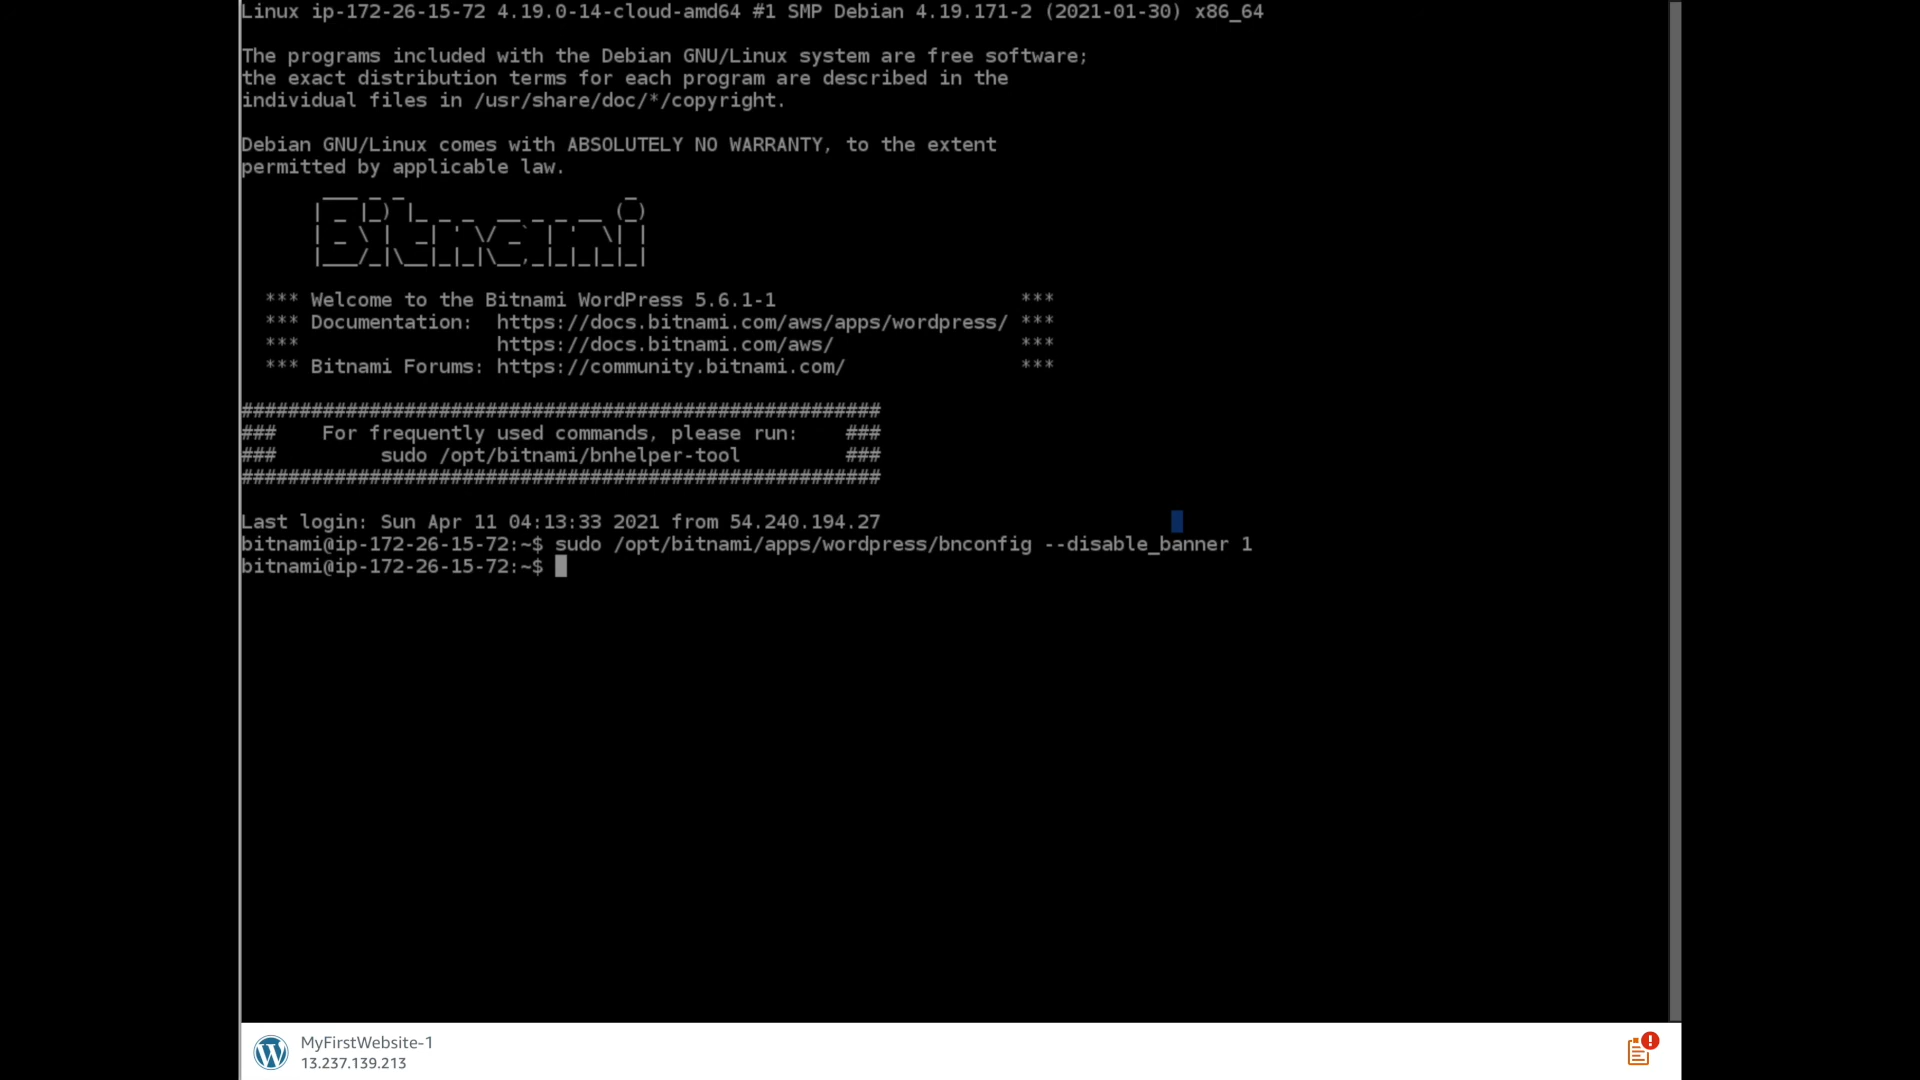 Linux ip-172-26-15-72 4.19.0-14-cloud-amd64 #1 SMP Debian 4.19.171-2 (2021-01-30) x86_64
The programs included with the Debian GNU/Linux system are free software;
the exact distribution terms for each program are described in the
individual files in /usr/share/doc/*/copyright.
Debian GNU/Linux comes with ABSOLUTELY NO WARRANTY, to the extent
permitted by applicable law.
Bitnami
*** Welcome to the Bitnami WordPress 5.6.1-1 ***
*** Documentation: https://docs.bitnami.com/aws/apps/wordpress/ ***
*** https://docs.bitnami.com/aws/ ***
*** Bitnami Forums: https://community.bitnami.com/ ***
#######################################################
### For frequently used commands, please run: ###
### sudo /opt/bitnami/bnhelper-tool ###
#######################################################
Last login: Sun Apr 11 04:13:33 2021 from 54.240.194.27
bitnami@ip-172-26-15-72:~$ sudo /opt/bitnami/apps/wordpress/bnconfig --disable_banner 1
bitnami@ip-172-26-15-72:~$
MyFirstWebsite-1
13.237.139.213